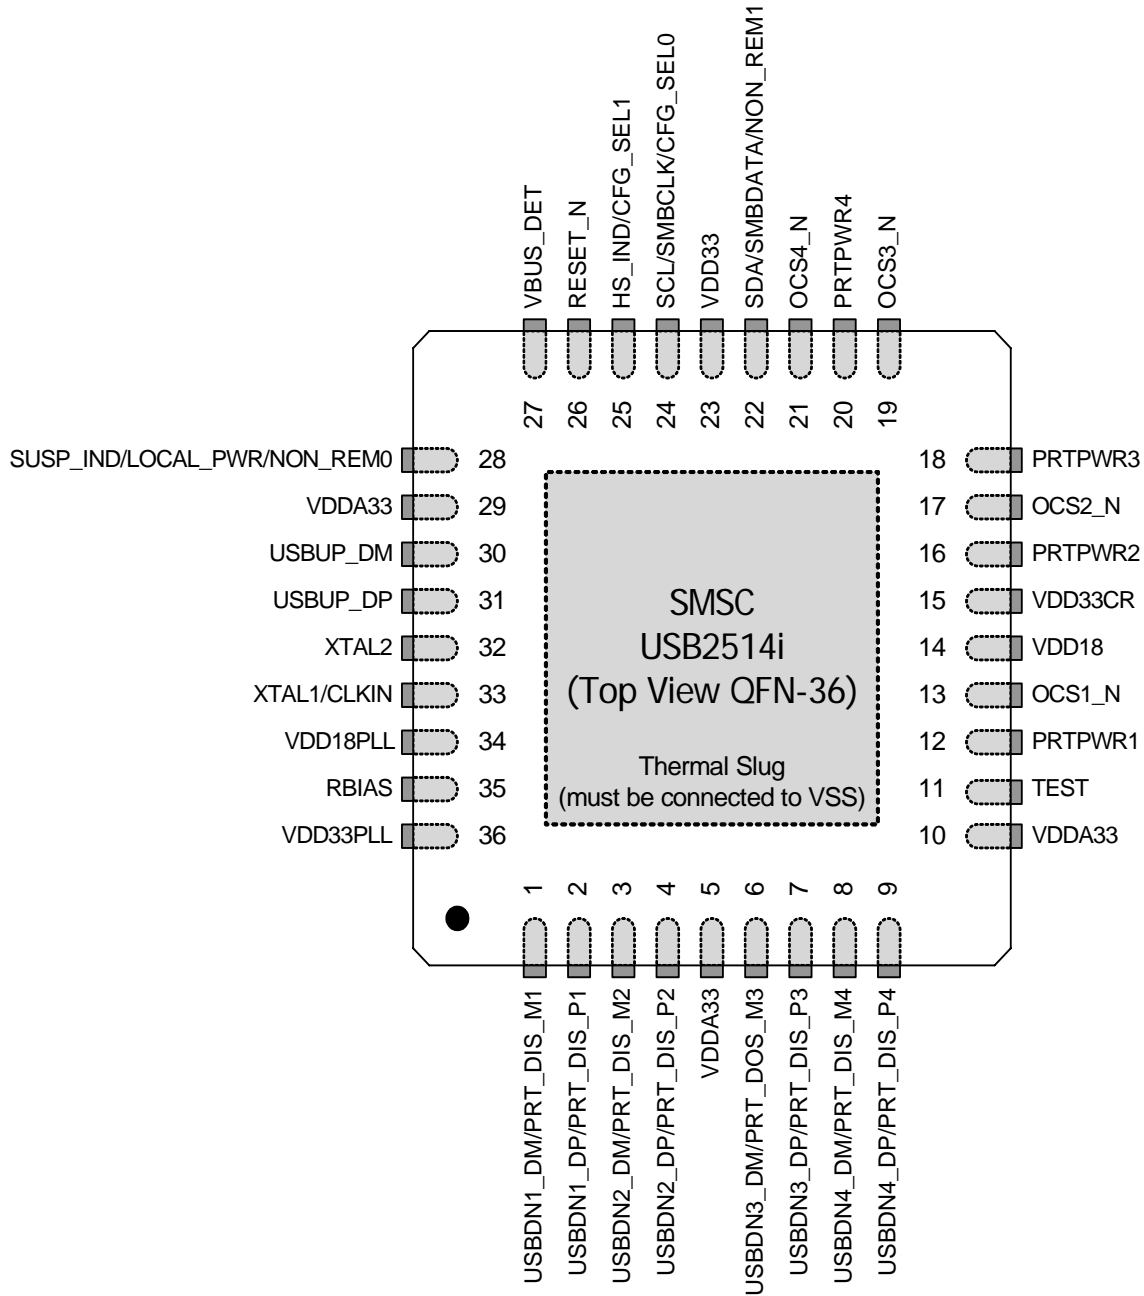 VBUS_DET
RESET_N
HS_IND/CFG_SEL1
SCL/SMBCLK/CFG_SEL0
VDD33
SDA/SMBDATA/NON_REM1
OCS4_N
PRTPWR4
OCS3_N
27
26
25
24
23
22
21
20
19
SUSP_IND/LOCAL_PWR/NON_REM0 28
VDDA33 29
USBUP_DM 30
USBUP_DP 31
XTAL2 32
XTAL1/CLKIN 33
VDD18PLL 34
RBIAS 35
VDD33PLL 36
SMSC
USB2514i
(Top View QFN-36)
Thermal Slug
(must be connected to VSS)
18 PRTPWR3
17 OCS2_N
16 PRTPWR2
15 VDD33CR
14 VDD18
13 OCS1_N
12 PRTPWR1
11 TEST
10 VDDA33
1
2
3
4
5
6
7
8
9
USBDN1_DM/PRT_DIS_M1
USBDN1_DP/PRT_DIS_P1
USBDN2_DM/PRT_DIS_M2
USBDN2_DP/PRT_DIS_P2
VDDA33
USBDN3_DM/PRT_DOS_M3
USBDN3_DP/PRT_DIS_P3
USBDN4_DM/PRT_DIS_M4
USBDN4_DP/PRT_DIS_P4